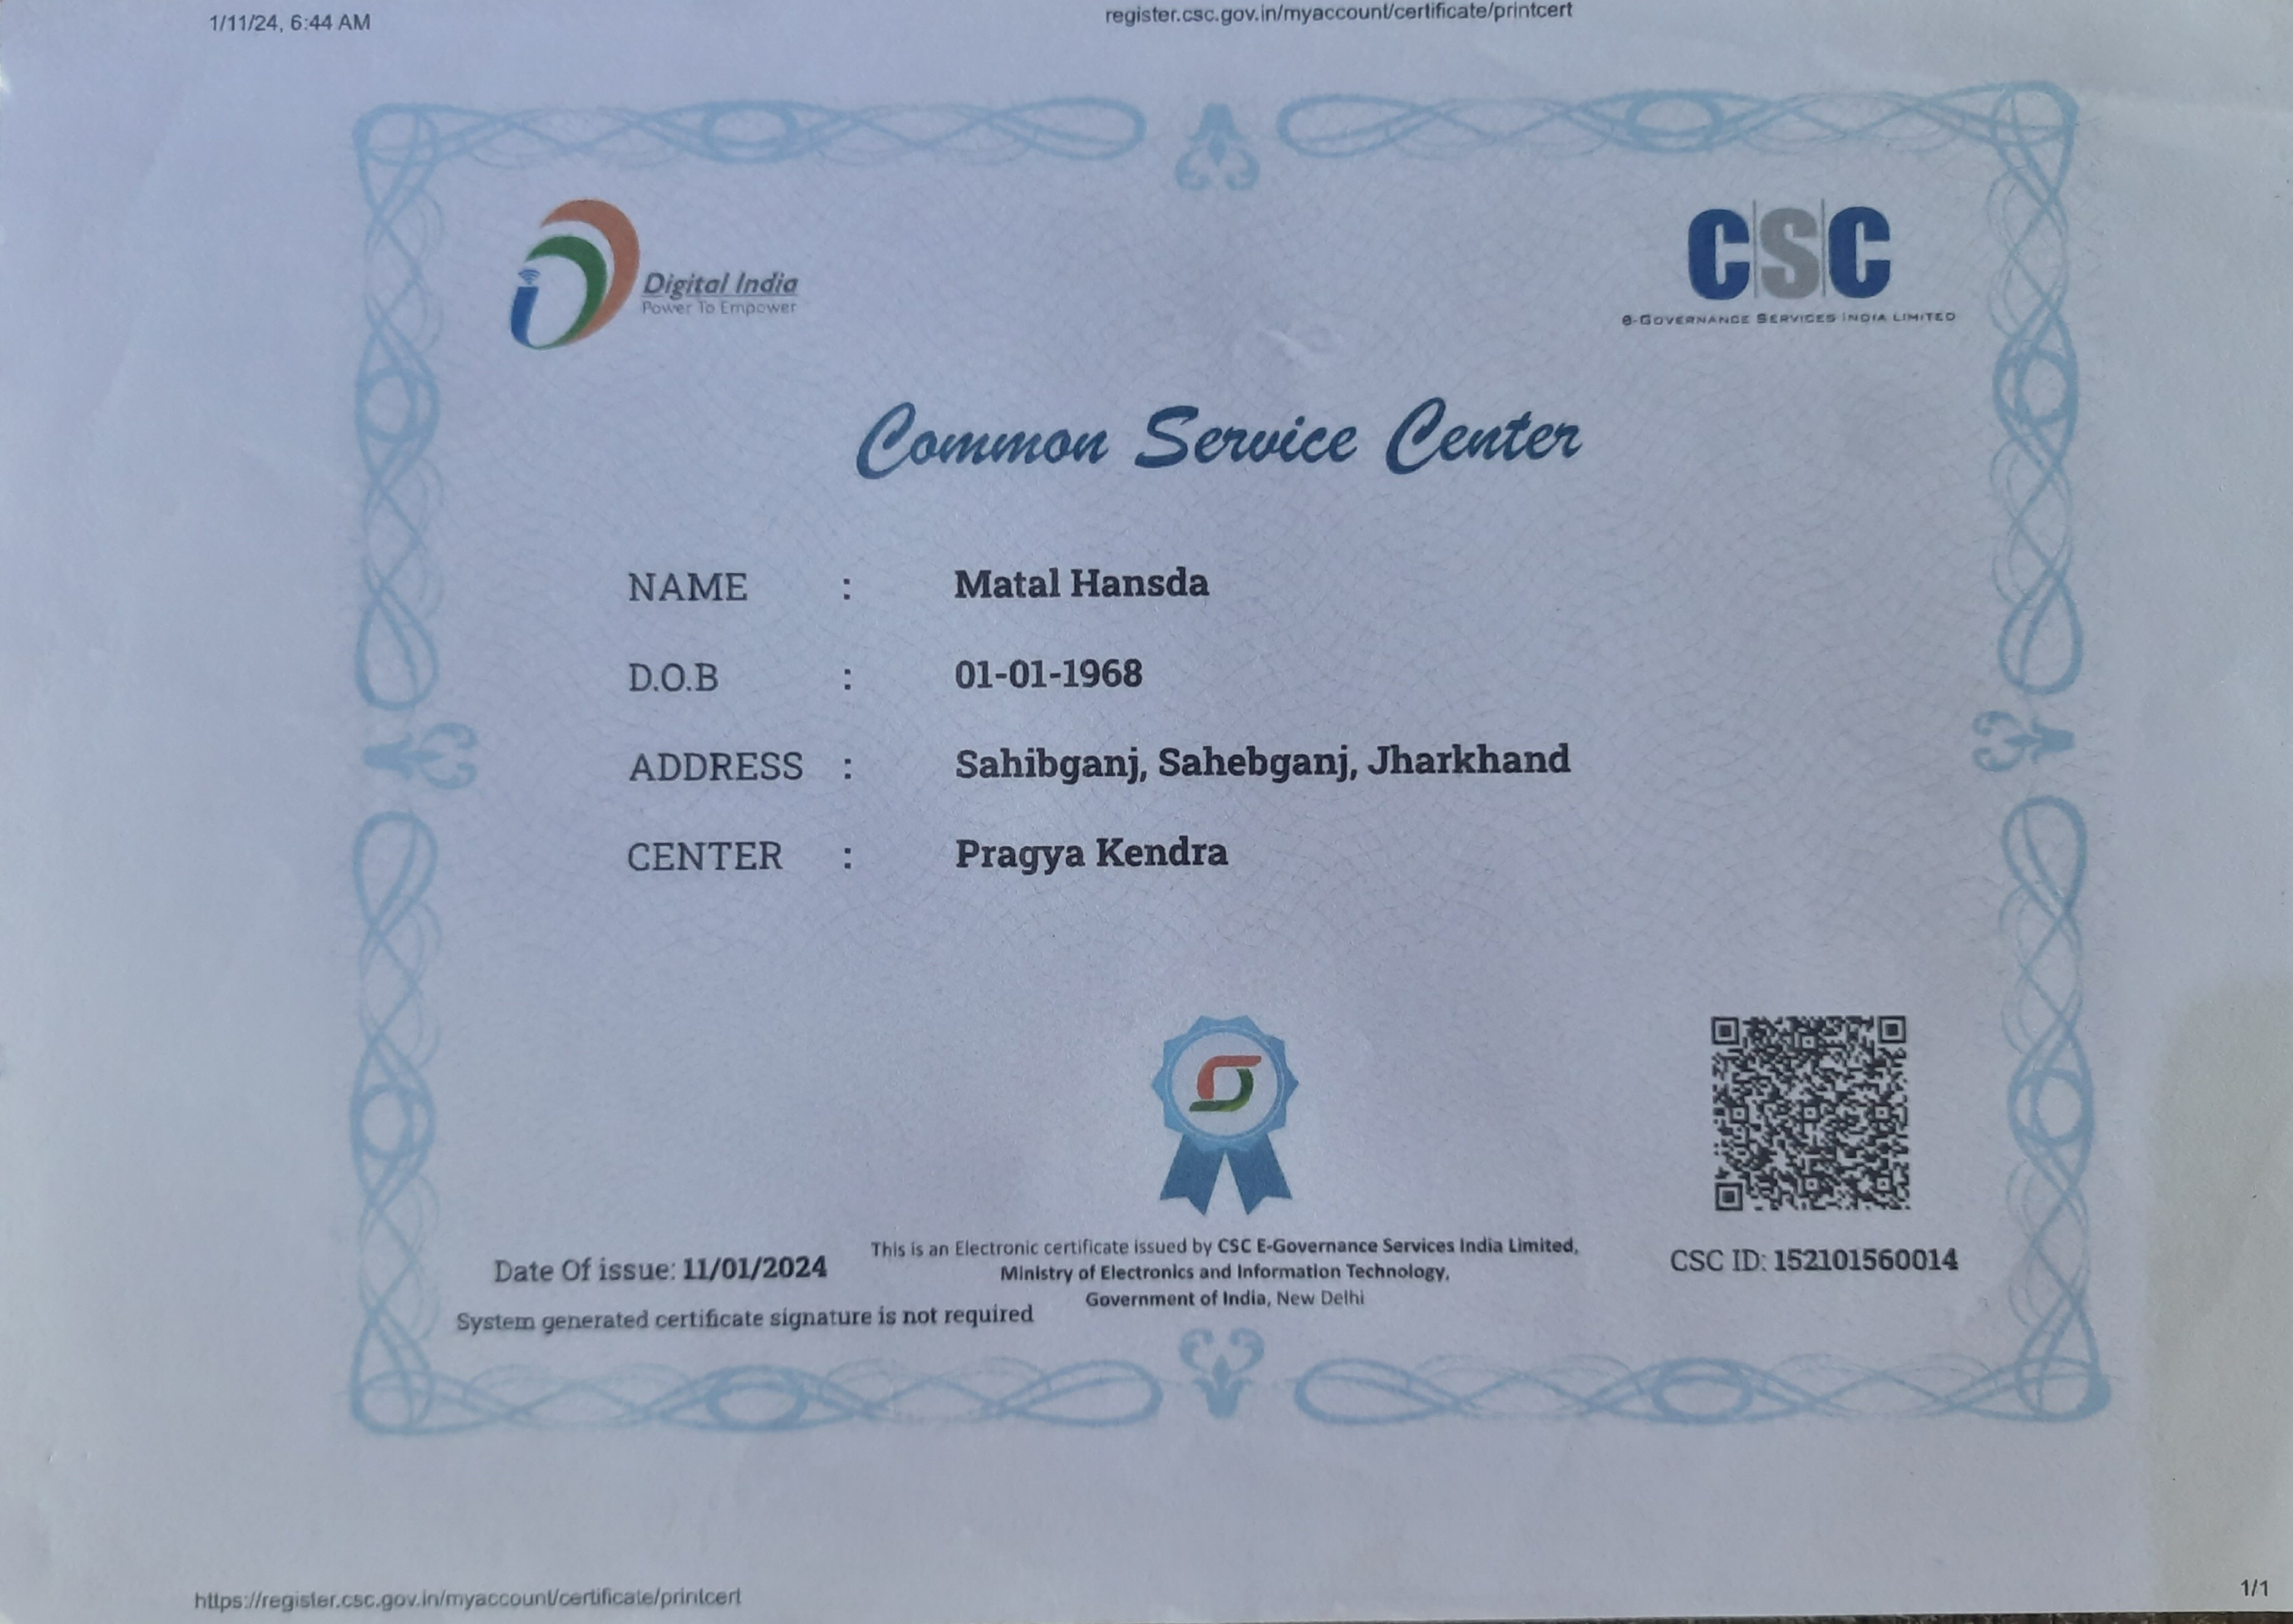 1/11/24, 6:44 AM
register.csc.gov.in/myaccount/certificate/printcert
Digital India
Power To Empower
CSC
e-Governance Services India Limited
Common Service Center
NAME : Matal Hansda
D.O.B : 01-01-1968
ADDRESS : Sahibganj, Sahebganj, Jharkhand
CENTER : Pragya Kendra
Date Of issue: 11/01/2024
System generated certificate signature is not required
This is an Electronic certificate issued by CSC E-Governance Services India Limited,
Ministry of Electronics and Information Technology,
Government of India, New Delhi
CSC ID: 152101560014
https://register.csc.gov.in/myaccount/certificate/printcert
1/1